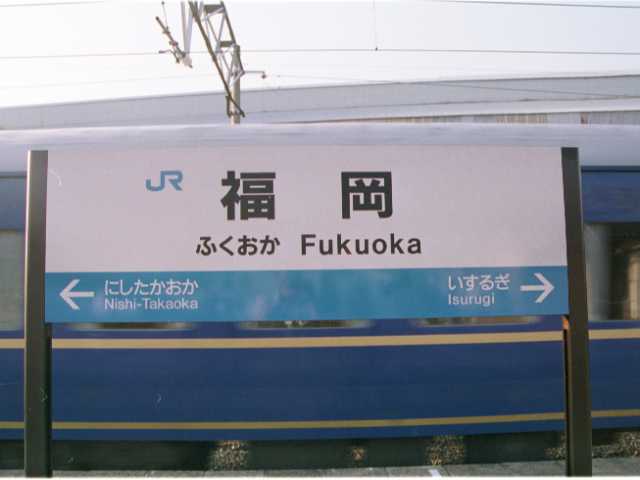 JR
福岡
ふくおか Fukuoka
にしたかおか
Nishi-Takaoka
いするぎ
Isurugi